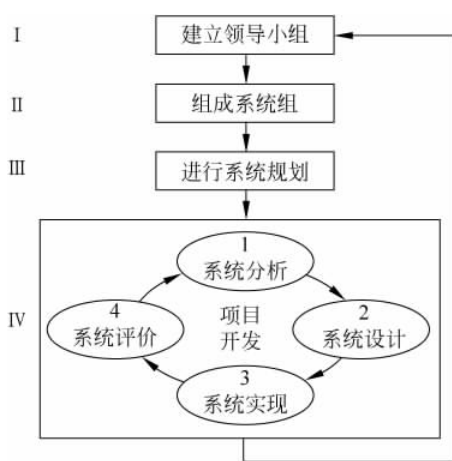 I
建立领导小组
II
组成系统组
III
进行系统规划
1
系统分析
IV
4
系统评价
项目
开发
2
系统设计
3
系统实现